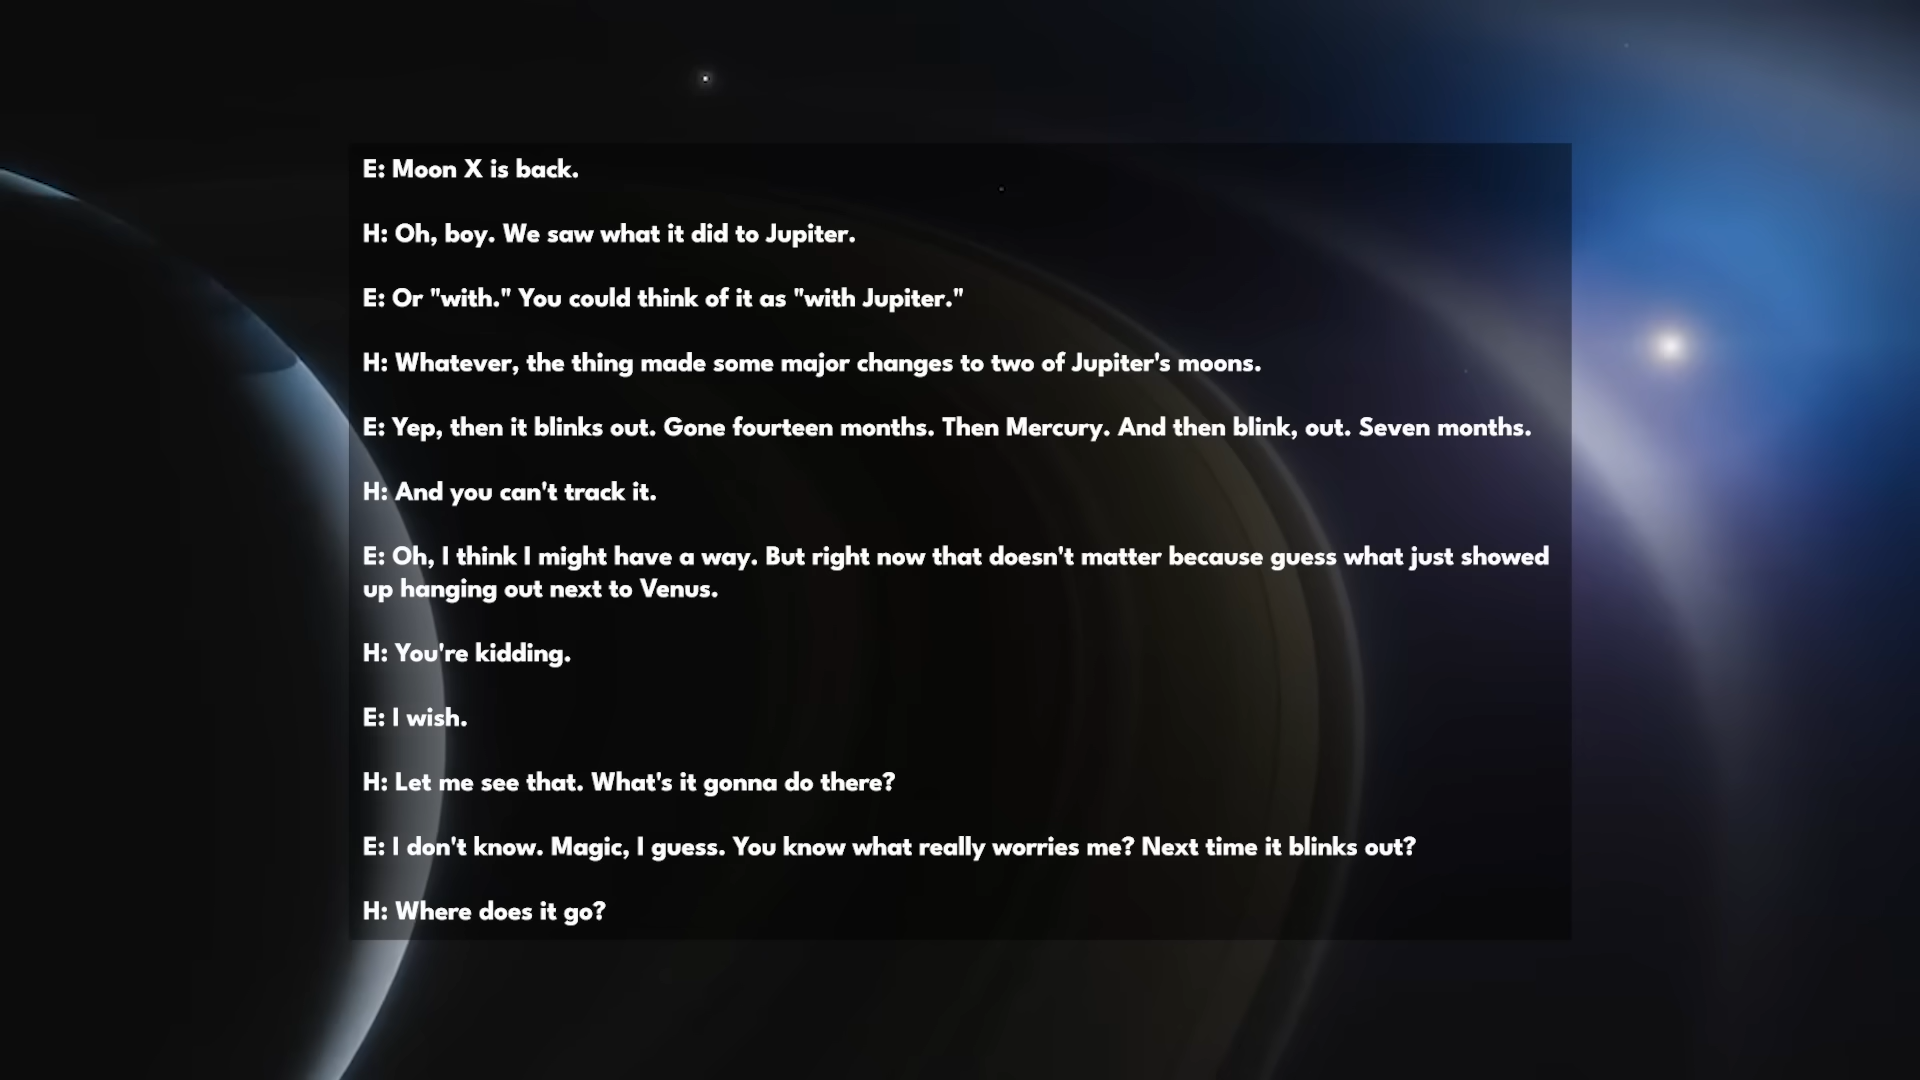 E: Moon X is back.
H: Oh, boy. We saw what it did to Jupiter.
E: Or "with." You could think of it as "with Jupiter."
H: Whatever, the thing made some major changes to two of Jupiter's moons.
E: Yep, then it blinks out. Gone fourteen months. Then Mercury. And then blink, out. Seven months.
H: And you can't track it.
E: Oh, I think I might have a way. But right now that doesn't matter because guess what just showed
up hanging out next to Venus.
H: You're kidding.
E: I wish.
H: Let me see that. What's it gonna do there?
E: I don't know. Magic, I guess. You know what really worries me? Next time it blinks out?
H: Where does it go?